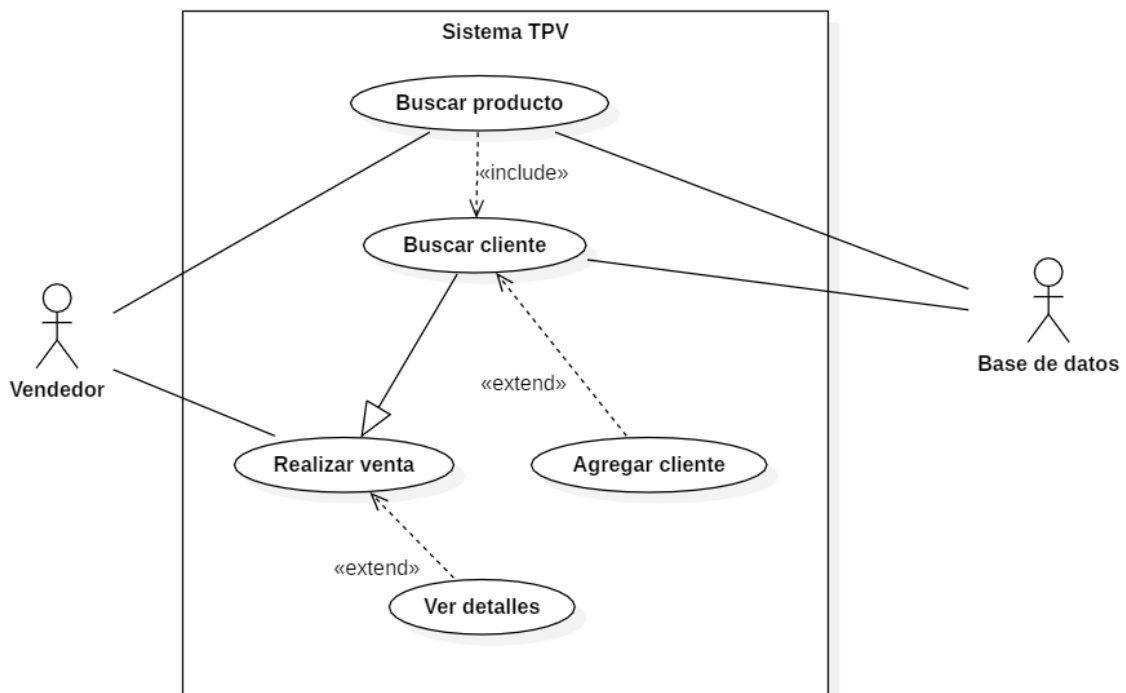 Sistema TPV
Buscar producto
«include»
Buscar cliente
Vendedor
Base de datos
«extend»
Realizar venta
Agregar cliente
«extend»
Ver detalles